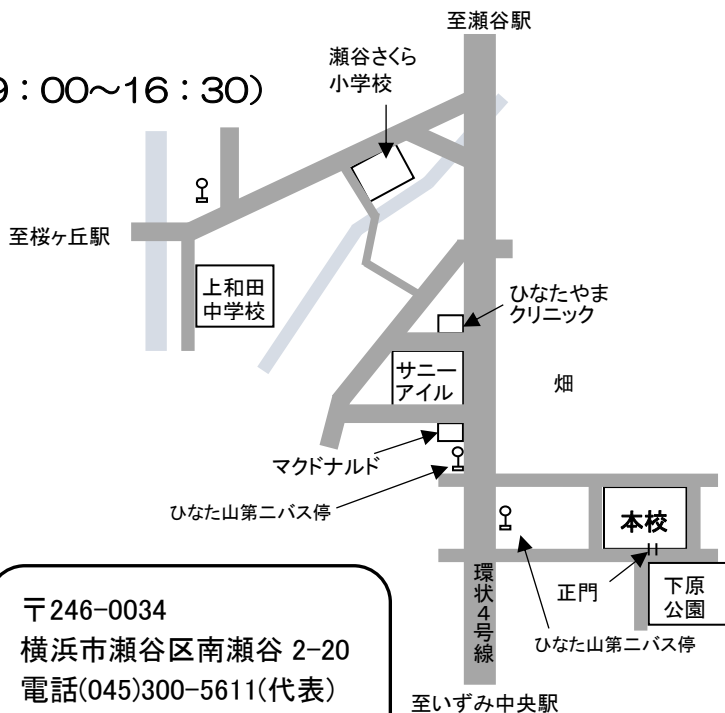 至瀬谷駅
瀬谷さくら
小学校
9：00～16：30）
至桜ヶ丘駅
上和田
中学校
ひなたやま
クリニック
サニー
アイル
畑
マクドナルド
ひなた山第二バス停
本校
環状４号線
正門
下原
公園
ひなた山第二バス停
〒246-0034
横浜市瀬谷区南瀬谷 2-20
電話(045)300-5611(代表)
至いずみ中央駅